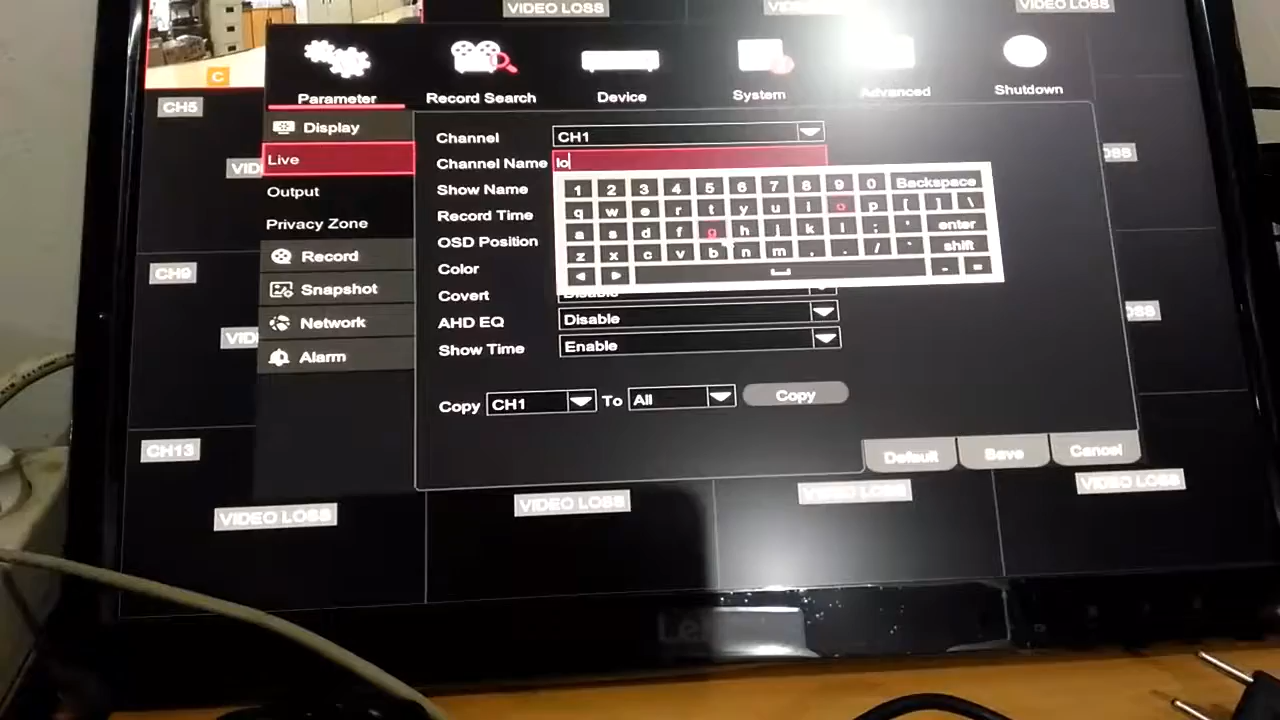 VIDEO LOSS
VIDEO LOSS
C
CH5
CH9
CH13
VIDEO LOSS
VIDEO LOSS
VIDEO LOSS
VIDEO LOSS
Parameter
Record Search
Device
System
Advanced
Shutdown
Display
Live
Output
Privacy Zone
Record
Snapshot
Network
Alarm
Channel CH1
Channel Name lo
Show Name
Record Time
OSD Position
Color
Covert Disable
AHD EQ Disable
Show Time Enable
1 2 3 4 5 6 7 8 9 0 Backspace
q w e r t y u i o p [ ] \
a s d f g h j k l ; ' enter
z x c v b n m , . / ` shift
- =
Copy CH1 To All Copy
Default Save Cancel